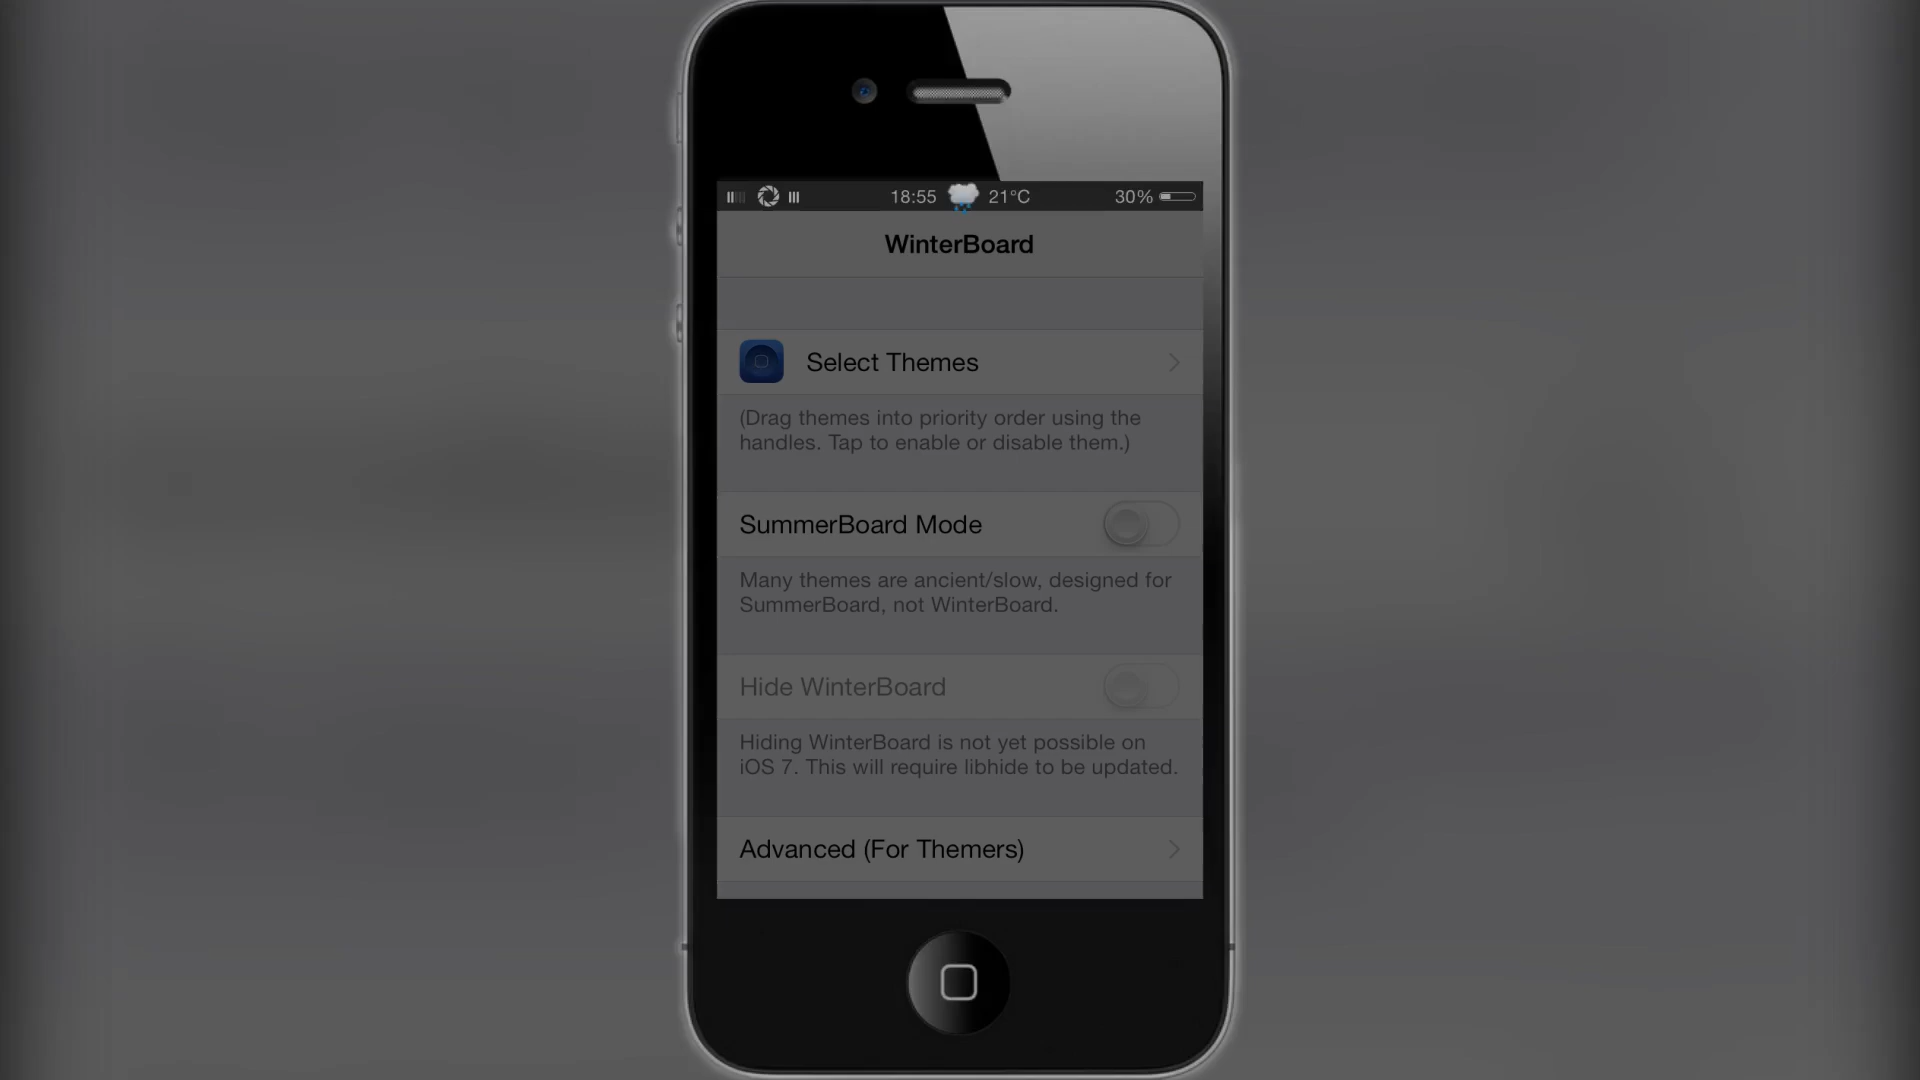 18:55 21°C 30%
WinterBoard
Select Themes
(Drag themes into priority order using the
handles. Tap to enable or disable them.)
SummerBoard Mode
Many themes are ancient/slow, designed for
SummerBoard, not WinterBoard.
Hide WinterBoard
Hiding WinterBoard is not yet possible on
iOS 7. This will require libhide to be updated.
Advanced (For Themers)